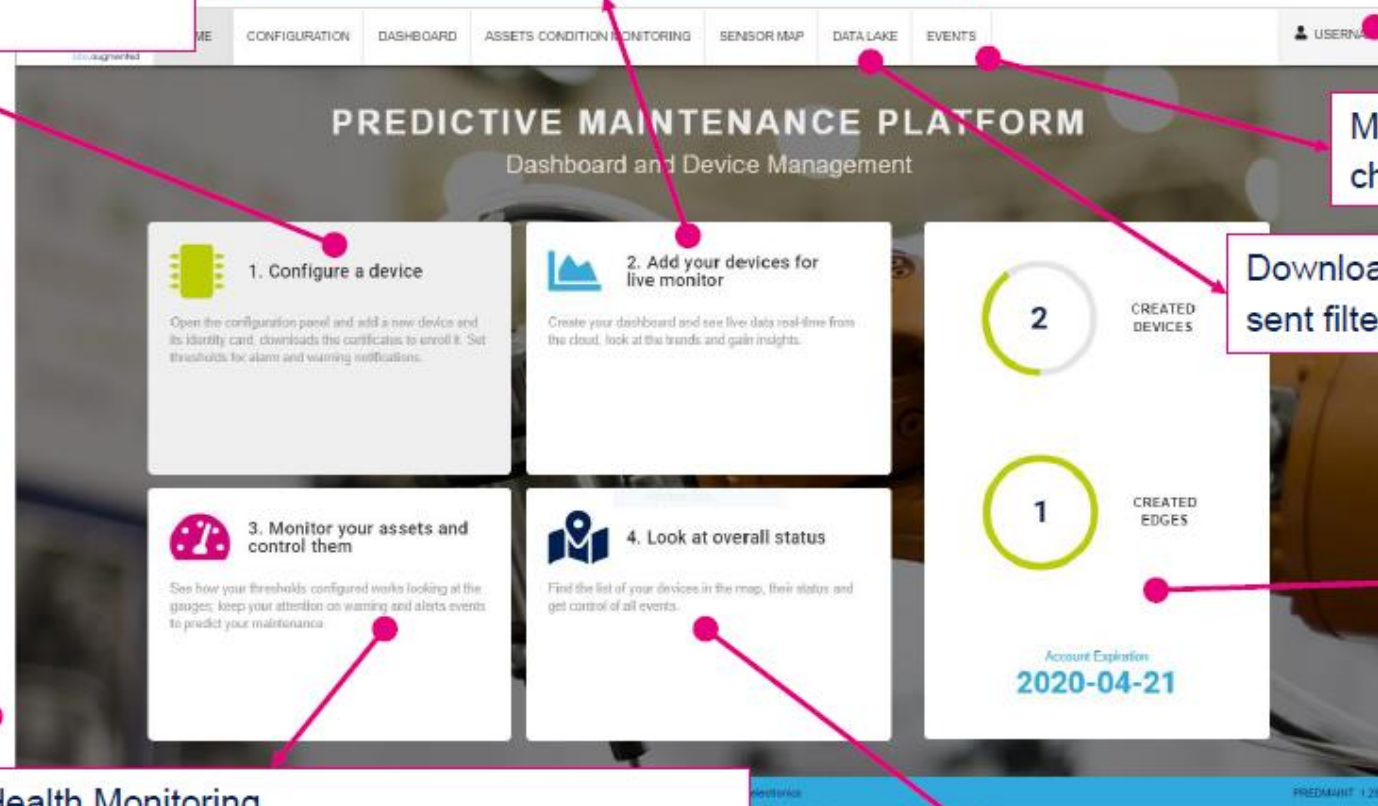 ME CONFIGURATION DASHBOARD ASSETS CONDITION MONITORING SENSOR MAP DATA LAKE EVENTS USERNA
life.augmented
PREDICTIVE MAINTENANCE PLATFORM
Dashboard and Device Management
M
ch
Downloa
sent filte
1. Configure a device
Open the configuration panel and add a new device and
its identity card, downloads the certificates to enroll it. Set
thresholds for alarm and warning notifications.
2. Add your devices for
live monitor
Create your dashboard and see live data real-time from
the cloud, look at the trends and gain insights.
2
CREATED
DEVICES
3. Monitor your assets and
control them
See how your thresholds configured works looking at the
gauges; keep your attention on warning and alerts events
to predict your maintenance
4. Look at overall status
Find the list of your devices in the map, their status and
get control of all events.
1
CREATED
EDGES
Account Expiration
2020-04-21
Health Monitoring
electronics
PREDMAINT 1.25